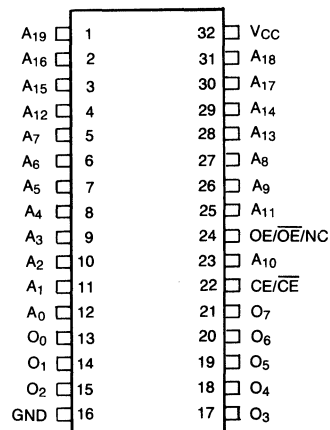 A19 1 32 VCC
A16 2 31 A18
A15 3 30 A17
A12 4 29 A14
A7 5 28 A13
A6 6 27 A8
A5 7 26 A9
A4 8 25 A11
A3 9 24 OE/OE/NC
A2 10 23 A10
A1 11 22 CE/CE
A0 12 21 O7
O0 13 20 O6
O1 14 19 O5
O2 15 18 O4
GND 16 17 O3